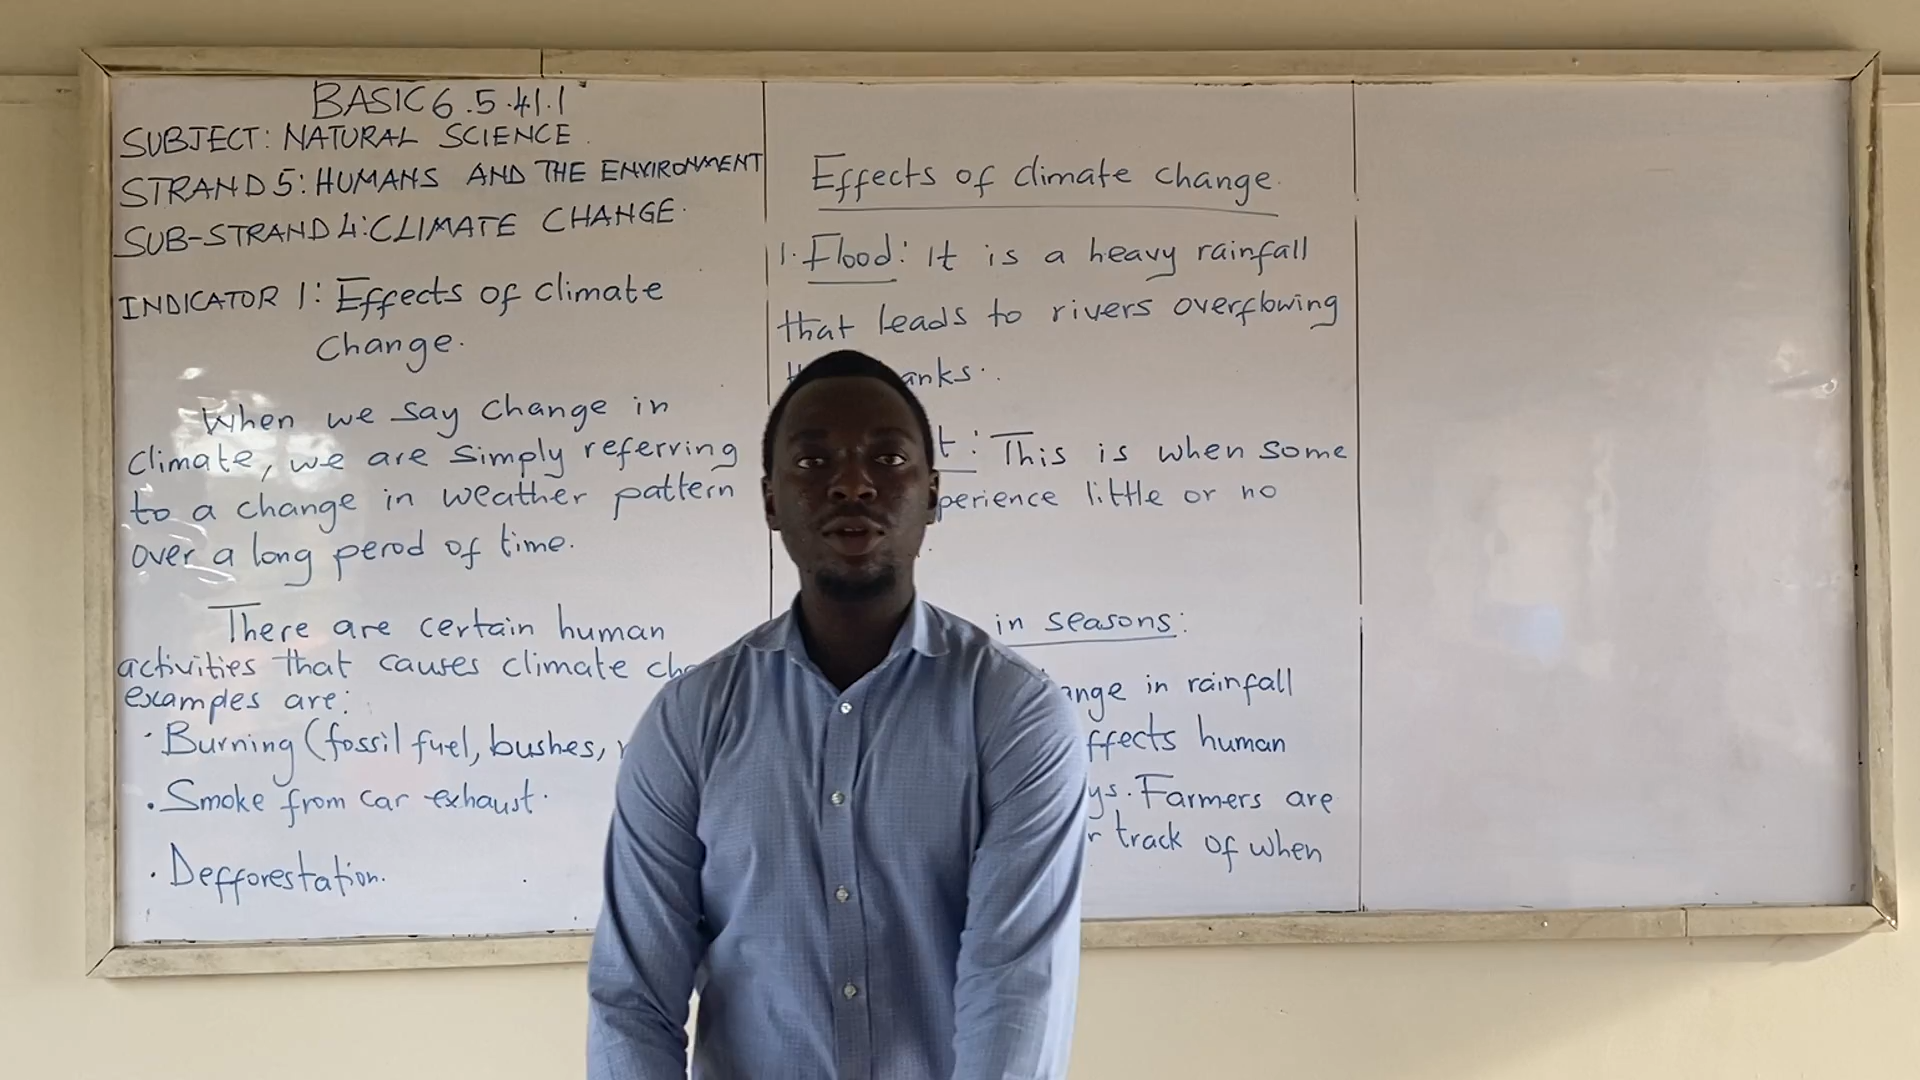 BASIC 6.5.4.1.1
SUBJECT: NATURAL SCIENCE.
STRAND 5: HUMANS AND THE ENVIRONMENT
SUB-STRAND 4: CLIMATE CHANGE.
INDICATOR 1: Effects of climate
Change.
When we say change in
climate, we are simply referring
to a change in weather pattern
over a long perod of time.
There are certain human
activities that causes climate
examples are:
· Burning (fossil fuel, bushes,
· Smoke from car exhaust.
· Defforestation.
Effects of climate change.
1. Flood: It is a heavy rainfall
that leads to rivers overflowing
: This is when some
little or no
in seasons:
in rainfall
human
Farmers are
track of when